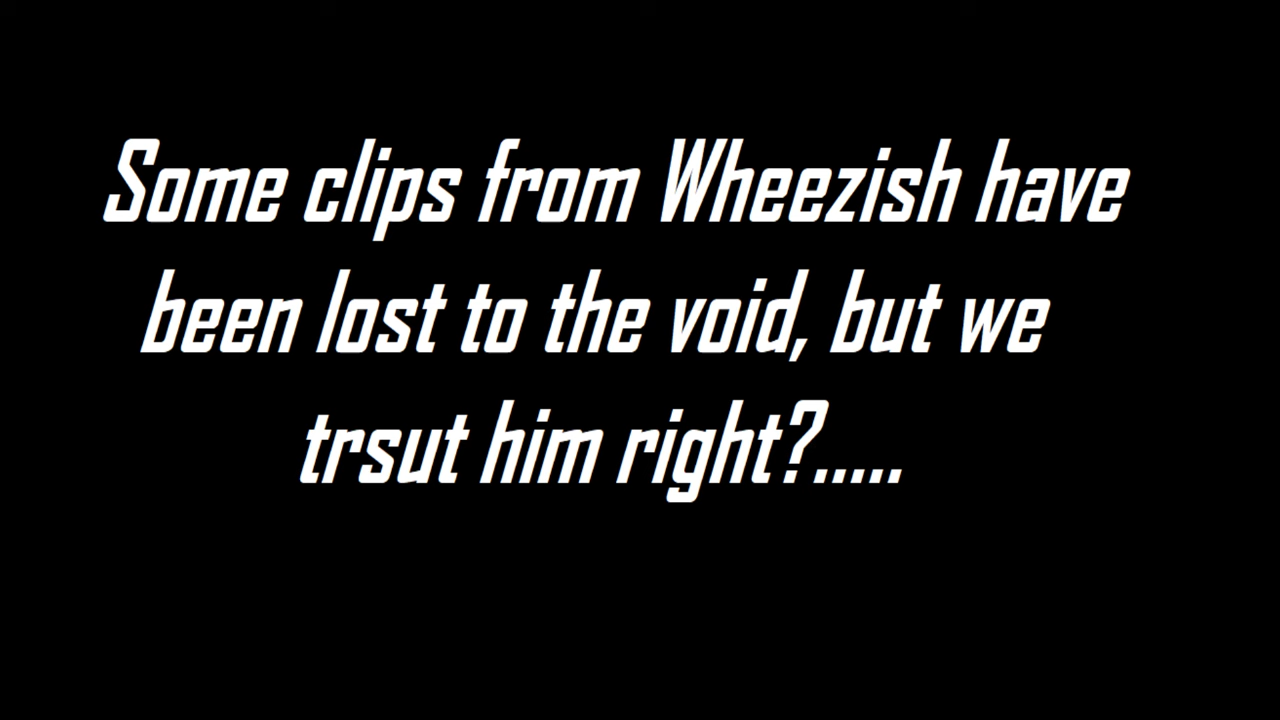 Some clips from Wheezish have
been lost to the void, but we
trsut him right?.....